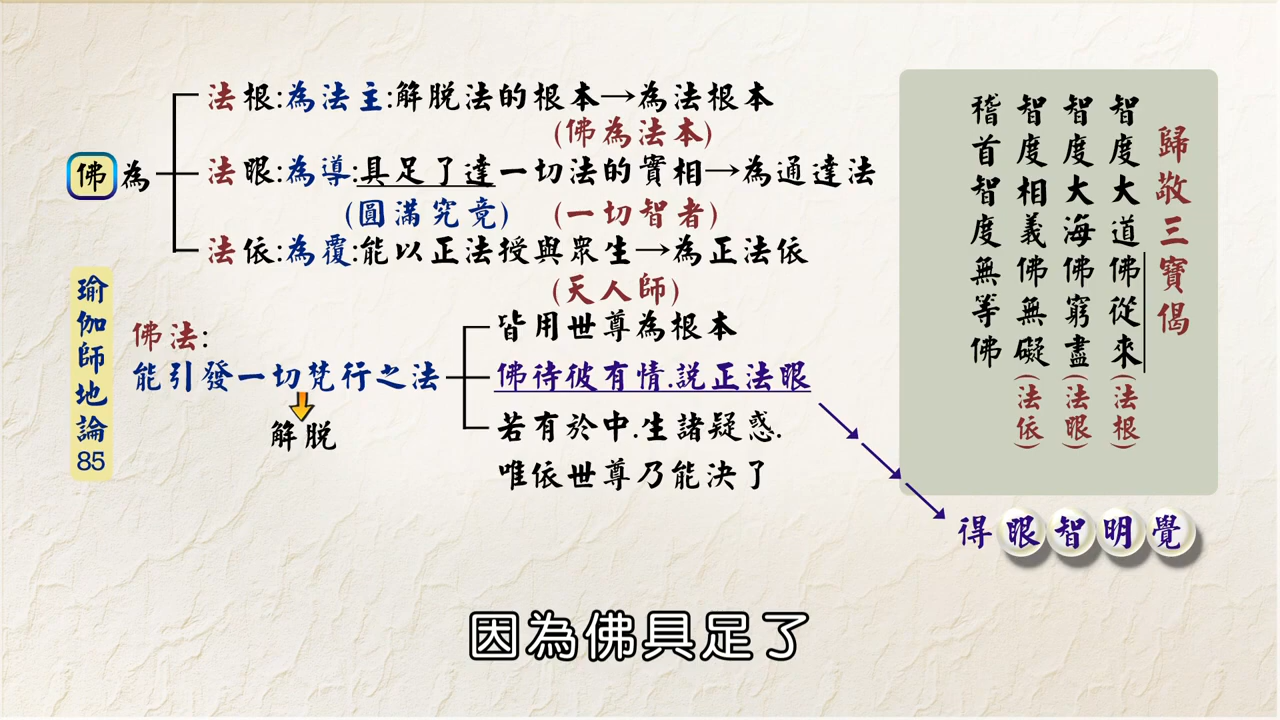 佛為
法根:為法主:解脫法的根本→為法根本
(佛為法本)
法眼:為導:具足了達一切法的實相→為通達法
(圓滿究竟) (一切智者)
法依:為覆:能以正法授與眾生→為正法依
(天人師)
瑜伽師地論85
佛法:
能引發一切梵行之法
解脫
皆用世尊為根本
佛待彼有情.說正法眼
若有於中.生諸疑惑.
唯依世尊乃能決了
歸敬三寶偈
智度大道佛從來(法根)
智度大海佛窮盡(法眼)
智度相義佛無礙(法依)
稽首智度無等佛
得眼智明覺
因為佛具足了